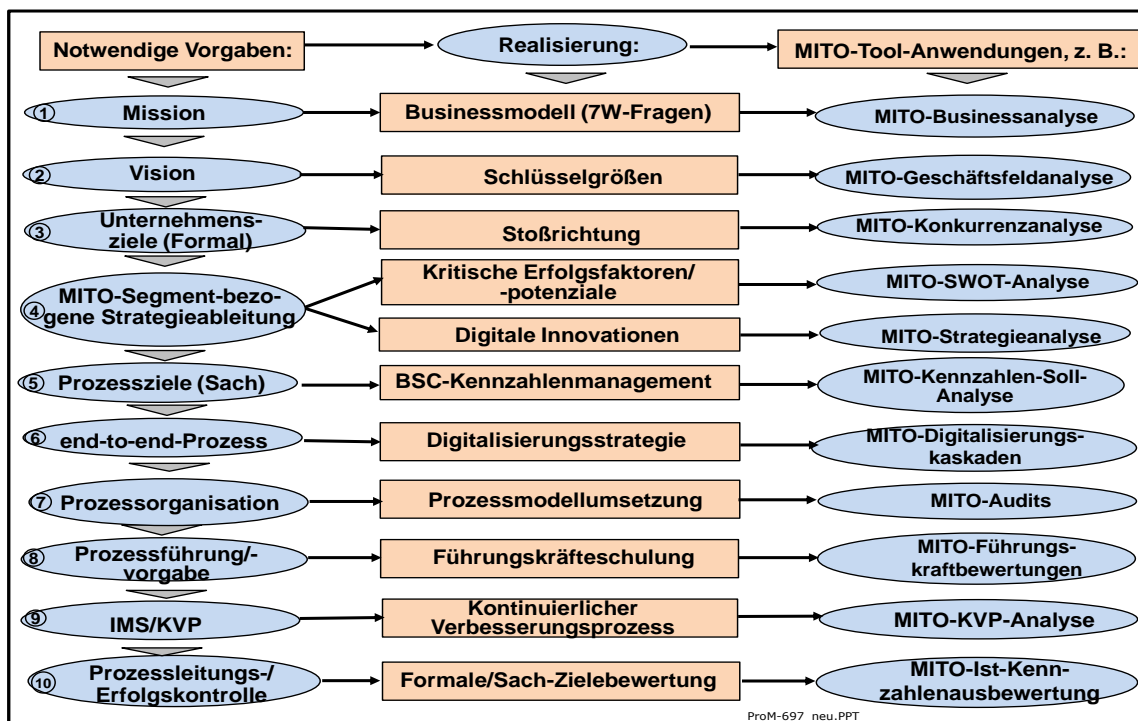 Notwendige Vorgaben:
Realisierung:
MITO-Tool-Anwendungen, z. B.:
1
Mission
Businessmodell (7W-Fragen)
MITO-Businessanalyse
2
Vision
Schlüsselgrößen
MITO-Geschäftsfeldanalyse
3
Unternehmens-
ziele (Formal)
Stoßrichtung
MITO-Konkurrenzanalyse
4
MITO-Segment-bezo-
gene Strategieableitung
Kritische Erfolgsfaktoren/
-potenziale
MITO-SWOT-Analyse
Digitale Innovationen
MITO-Strategieanalyse
5
Prozessziele (Sach)
BSC-Kennzahlenmanagement
MITO-Kennzahlen-Soll-
Analyse
6
end-to-end-Prozess
Digitalisierungsstrategie
MITO-Digitalisierungs-
kaskaden
7
Prozessorganisation
Prozessmodellumsetzung
MITO-Audits
8
Prozessführung/-
vorgabe
Führungskräfteschulung
MITO-Führungs-
kraftbewertungen
9
IMS/KVP
Kontinuierlicher
Verbesserungsprozess
MITO-KVP-Analyse
10
Prozessleitungs-/
Erfolgskontrolle
Formale/Sach-Zielebewertung
MITO-Ist-Kenn-
zahlenausbewertung
ProM-697_neu.PPT